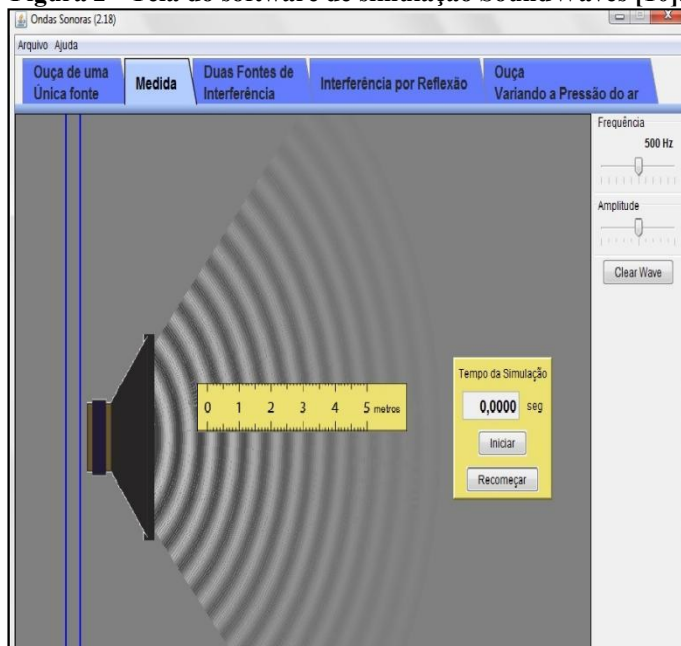 Figura 2 – Tela do software de simulação SoundWaves [10].
Ondas Sonoras (2.18)
Arquivo Ajuda
Ouça de uma
Única fonte
Medida
Duas Fontes de
Interferência
Interferência por Reflexão
Ouça
Variando a Pressão do ar
Frequência
500 Hz
Amplitude
Clear Wave
0 1 2 3 4 5 metros
Tempo da Simulação
0,0000 seg
Iniciar
Recomeçar